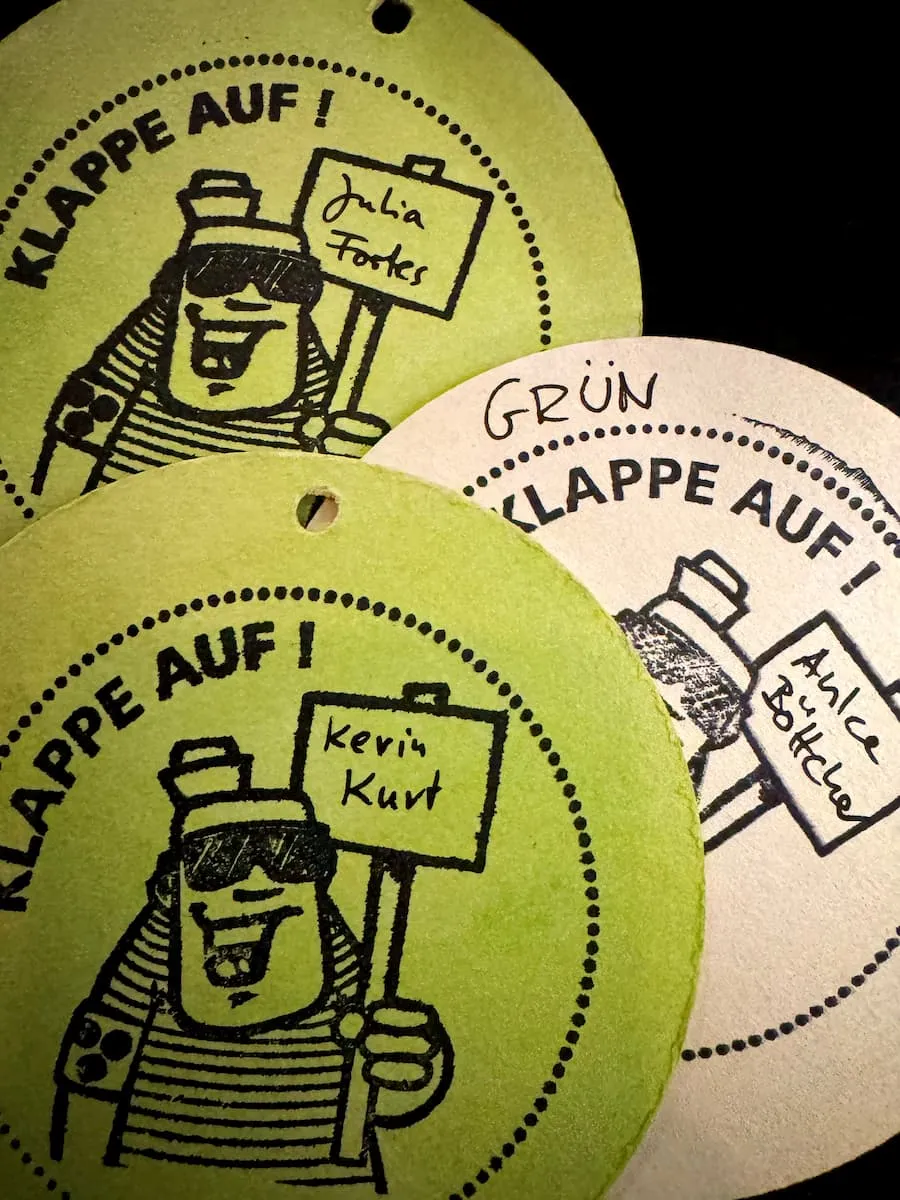 KLAPPE AUF !
Julia
Fortes
GRÜN
KLAPPE AUF !
Anke
Böttcher
KLAPPE AUF !
Kevin
Kurt